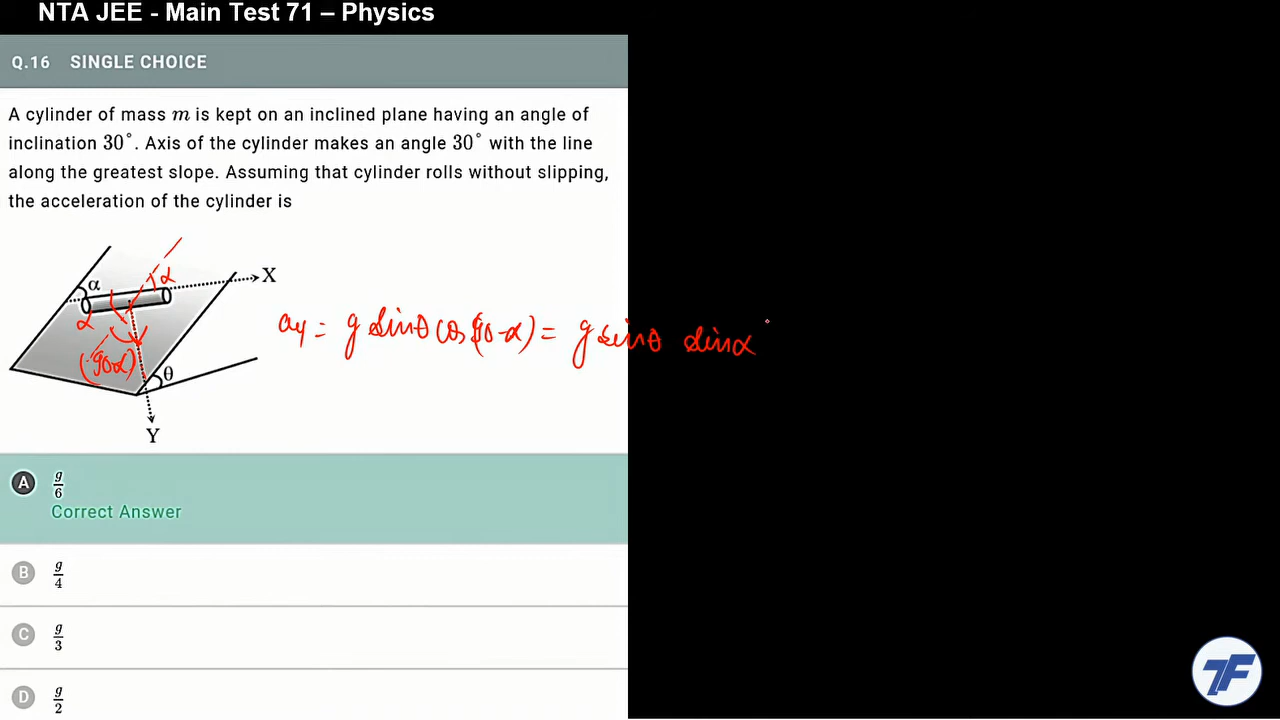 NTA JEE - Main Test 71 – Physics
Q.16 SINGLE CHOICE
A cylinder of mass m is kept on an inclined plane having an angle of
inclination 30°. Axis of the cylinder makes an angle 30° with the line
along the greatest slope. Assuming that cylinder rolls without slipping,
the acceleration of the cylinder is
α
α
X
α
(90-α)
θ
Y
ay = g sinθ cos(90-α) = g sinθ sinα
A g/6
Correct Answer
B g/4
C g/3
D g/2
TF